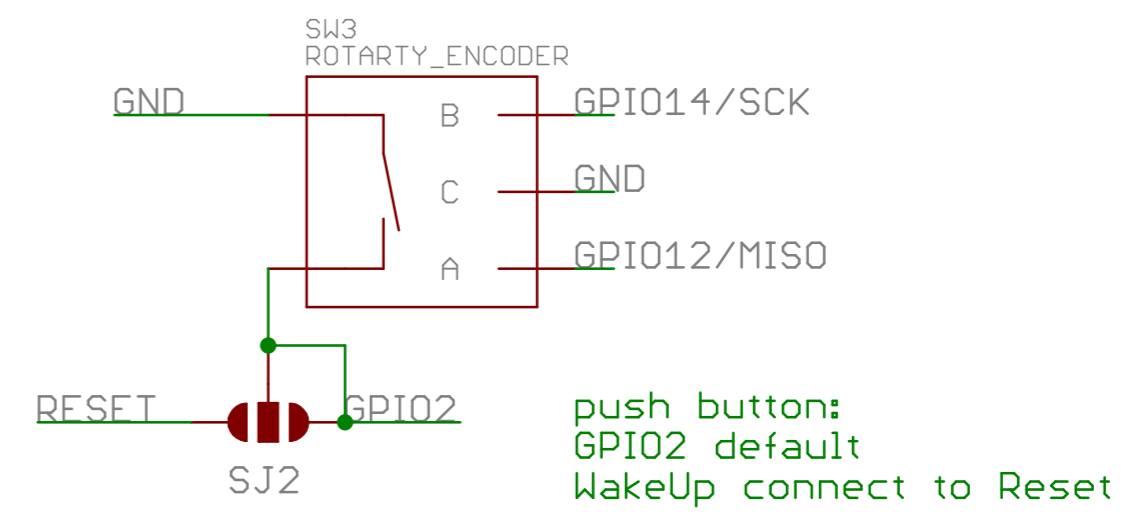 SW3
ROTARTY_ENCODER
GND
B
GPIO14/SCK
C
GND
A
GPIO12/MISO
RESET
GPIO2
SJ2
push button:
GPIO2 default
WakeUp connect to Reset